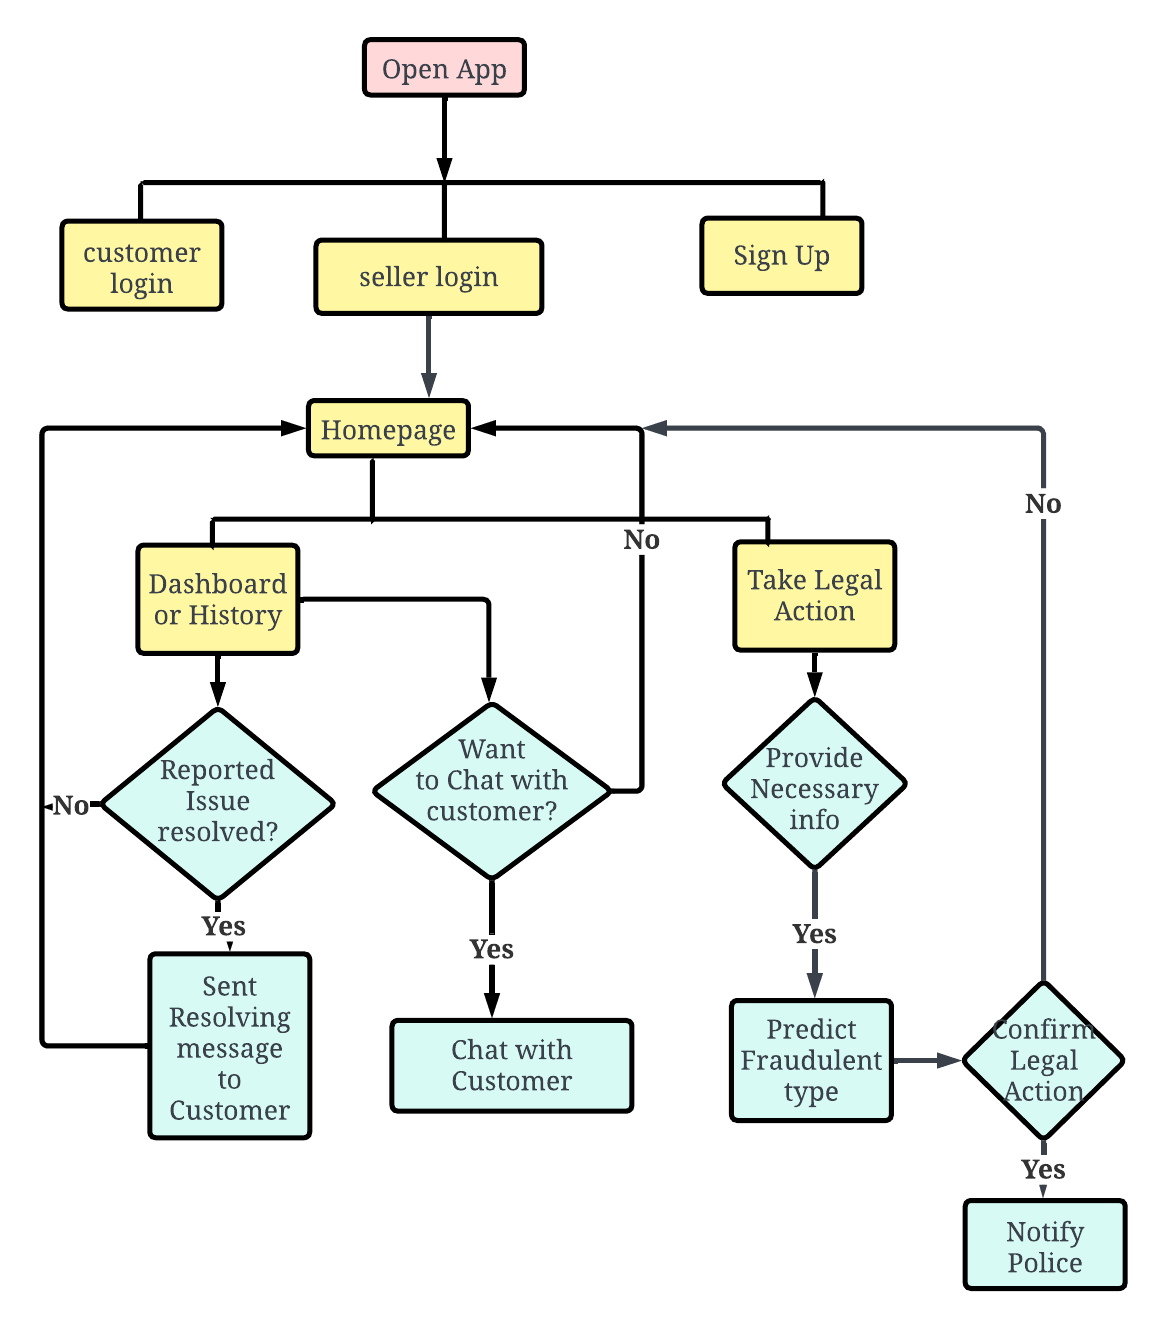 Open App
customer
login
seller login
Sign Up
Homepage
No
No
Dashboard
or History
Take Legal
Action
Reported
Issue
resolved?
Want
to Chat with
customer?
Provide
Necessary
info
No
Yes
Yes
Yes
Sent
Resolving
message
to
Customer
Chat with
Customer
Predict
Fraudulent
type
Confirm
Legal
Action
Yes
Notify
Police